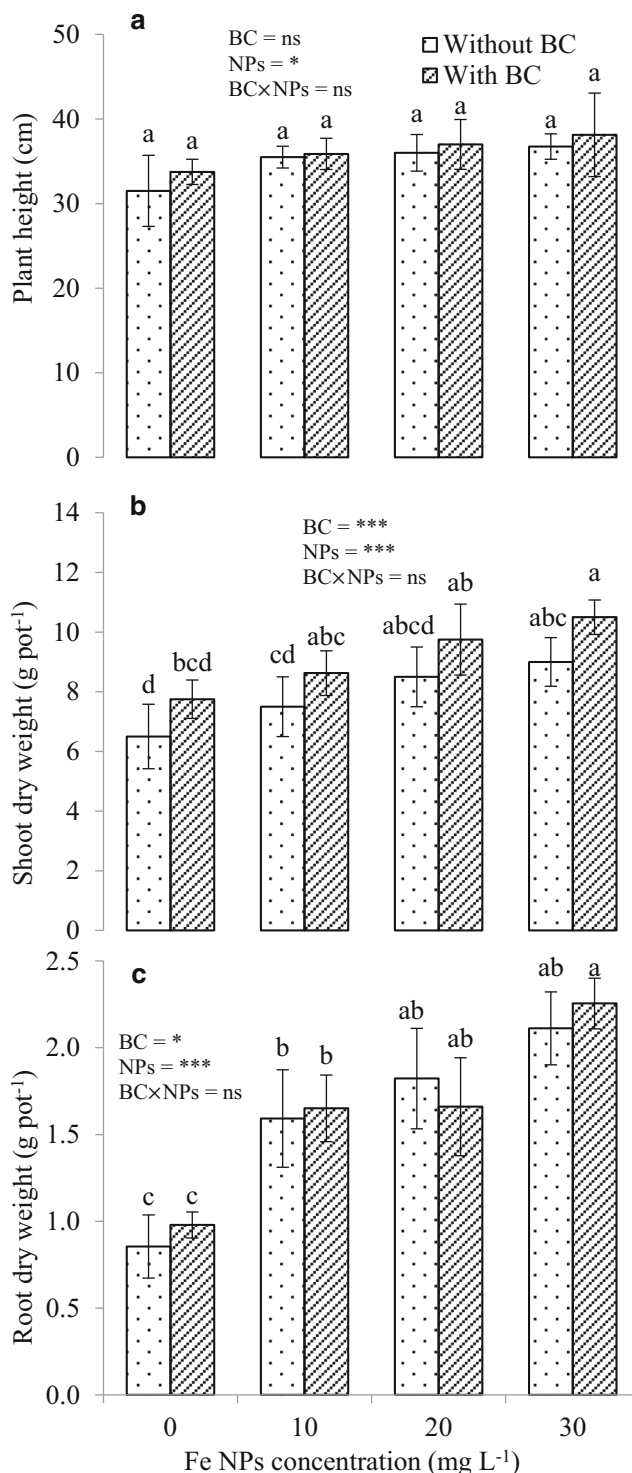 a
50
40
30
20
10
0
Plant height (cm)
BC = ns
NPs = *
BC×NPs = ns
Without BC
With BC
a a a a a a a a
b
14
12
10
8
6
4
2
0
Shoot dry weight (g pot-1)
BC = ***
NPs = ***
BC×NPs = ns
d bcd cd abc abcd ab abc a
c
2.5
2.0
1.5
1.0
0.5
0.0
Root dry weight (g pot-1)
BC = *
NPs = ***
BC×NPs = ns
c c b b ab ab ab a
0 10 20 30
Fe NPs concentration (mg L-1)